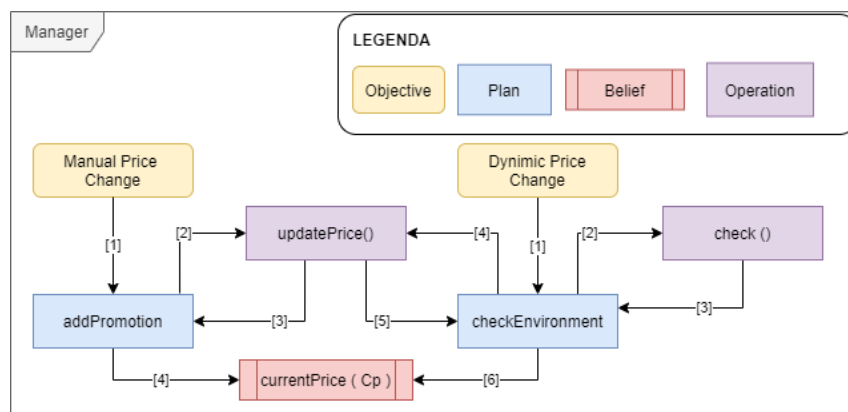 Manager
LEGENDA
Objective
Plan
Belief
Operation
Manual Price
Change
Dynimic Price
Change
[1]
[2]
updatePrice()
[4]
[1]
[2]
check ()
addPromotion
[3]
[5]
checkEnvironment
[3]
[4]
currentPrice ( Cp )
[6]